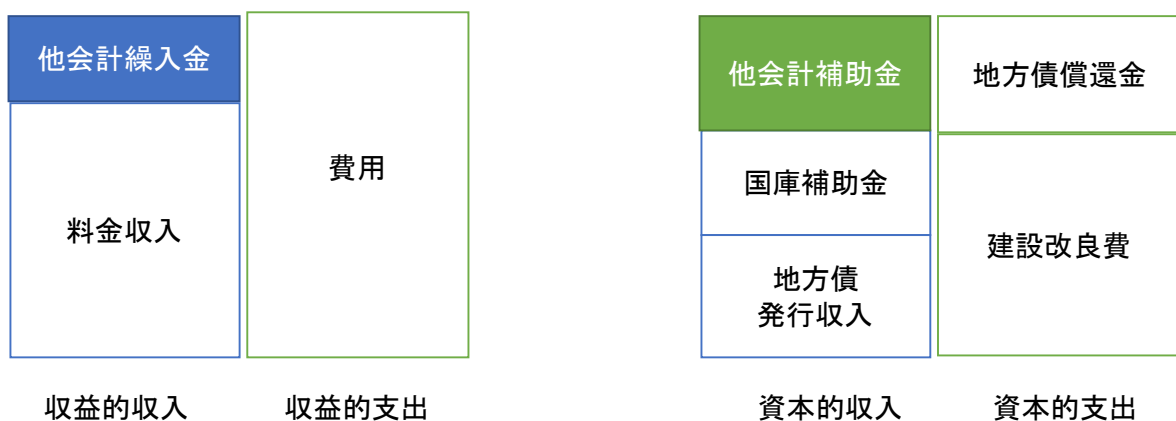 他会計繰入金
料金収入
費用
収益的収入
収益的支出
他会計補助金
国庫補助金
地方債
発行収入
地方債償還金
建設改良費
資本的収入
資本的支出